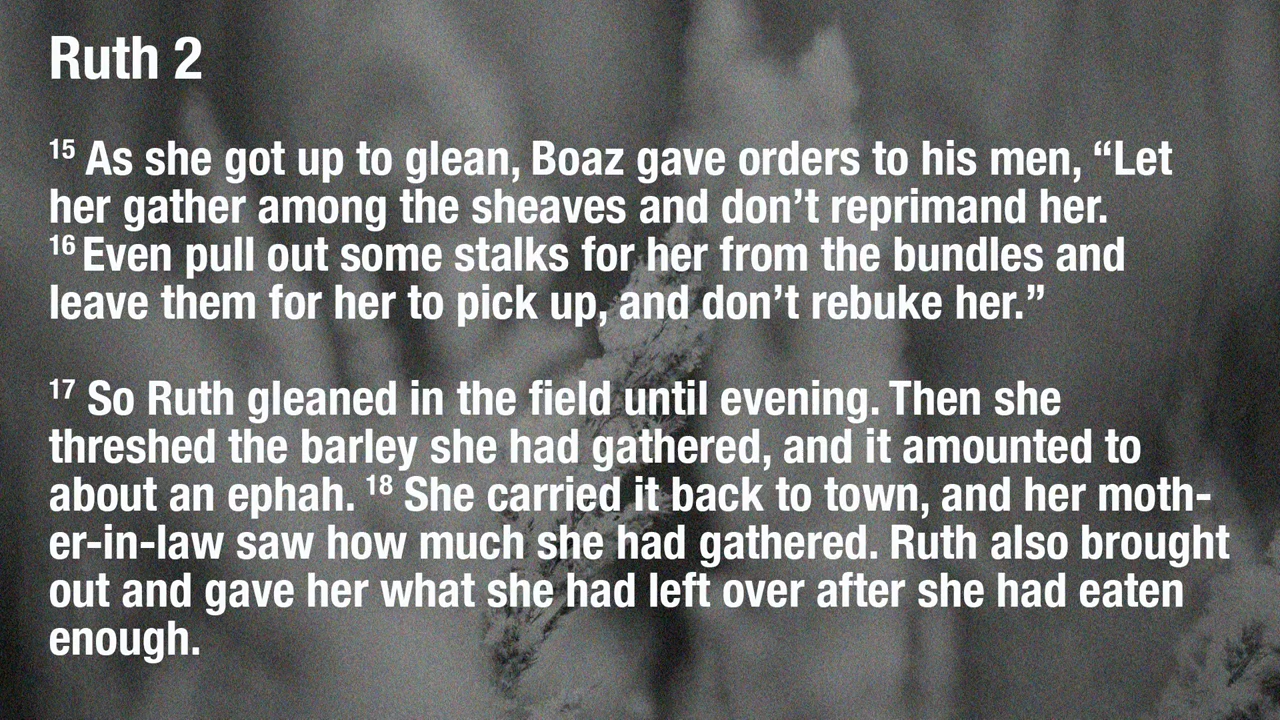 Ruth 2
15 As she got up to glean, Boaz gave orders to his men, “Let
her gather among the sheaves and don’t reprimand her.
16 Even pull out some stalks for her from the bundles and
leave them for her to pick up, and don’t rebuke her.”
17 So Ruth gleaned in the field until evening. Then she
threshed the barley she had gathered, and it amounted to
about an ephah. 18 She carried it back to town, and her moth-
er-in-law saw how much she had gathered. Ruth also brought
out and gave her what she had left over after she had eaten
enough.